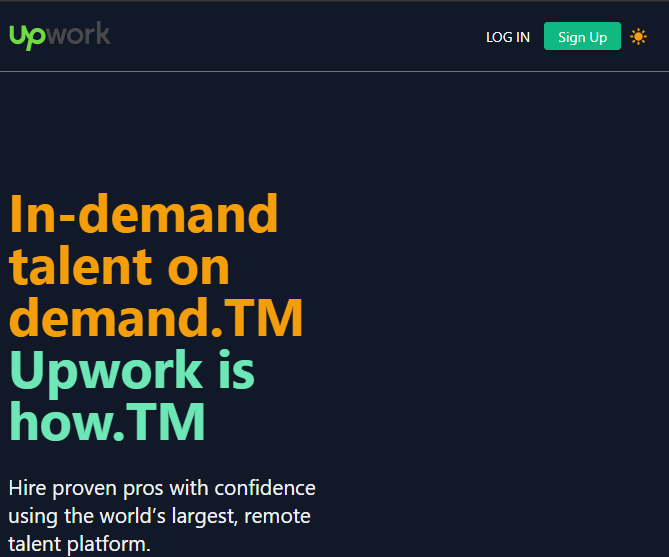 upwork
LOG IN
Sign Up
In-demand
talent on
demand.TM
Upwork is
how.TM
Hire proven pros with confidence
using the world’s largest, remote
talent platform.